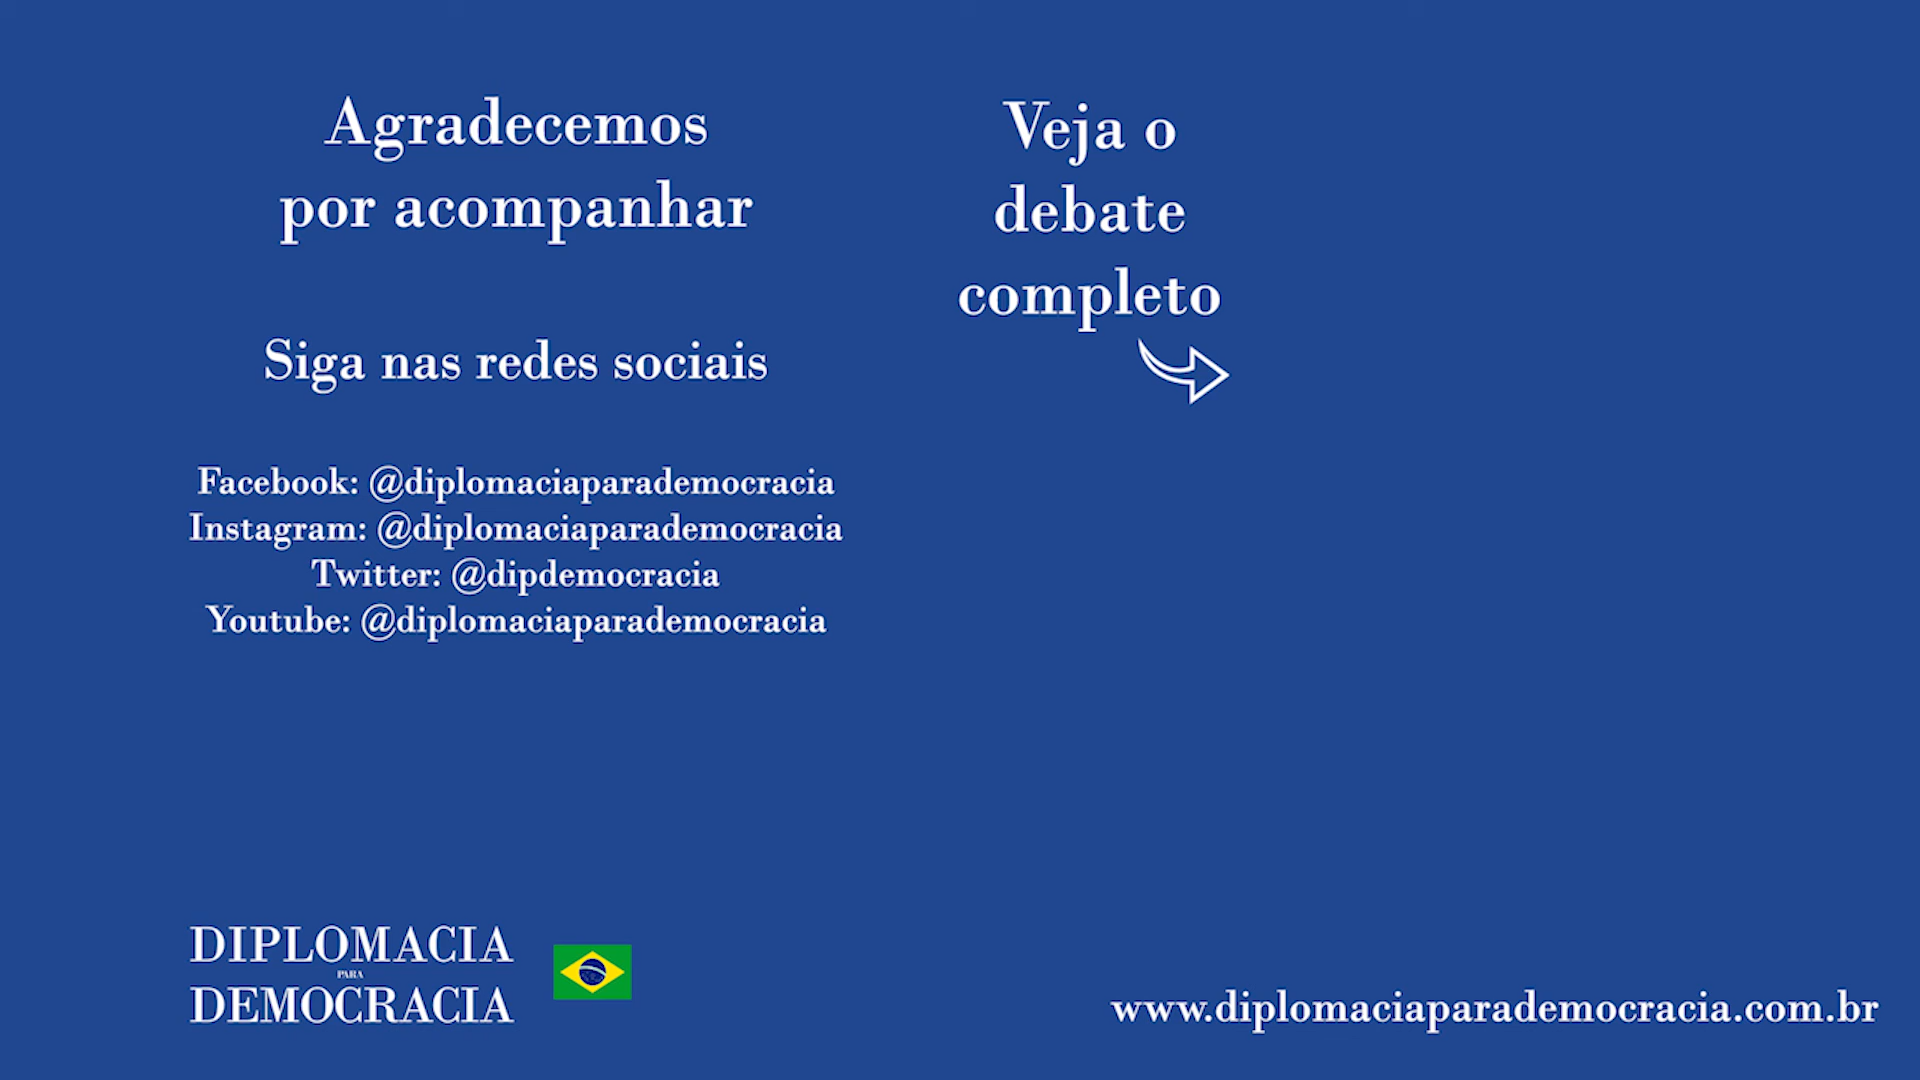 Agradecemos
por acompanhar
Siga nas redes sociais
Facebook: @diplomaciaparademocracia
Instagram: @diplomaciaparademocracia
Twitter: @dipdemocracia
Youtube: @diplomaciaparademocracia
Veja o
debate
completo
DIPLOMACIA
PARA
DEMOCRACIA
www.diplomaciaparademocracia.com.br